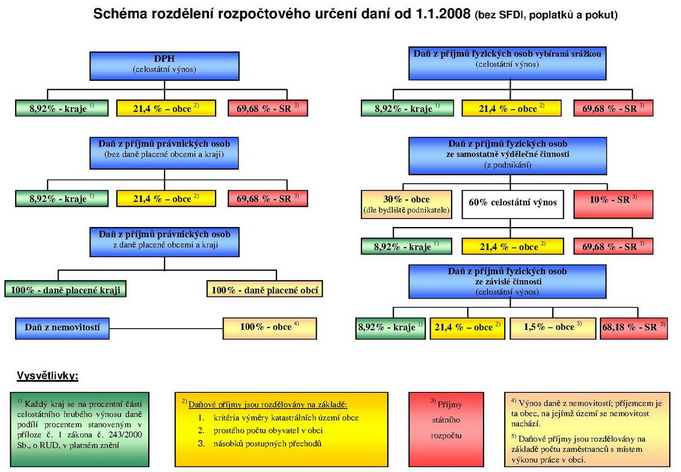 Schéma rozdělení rozpočtového určení daní od 1.1.2008 (bez SFDI, poplatků a pokut)
DPH
(celostátní výnos)
8,92% - kraje 1)
21,4 % – obce 2)
69,68 % - SR 3)
Daň z příjmů právnických osob
(bez daně placené obcemi a kraji)
8,92% - kraje 1)
21,4 % – obce 2)
69,68 % - SR 3)
Daň z příjmů právnických osob
z daně placené obcemi a kraji
100% - daně placené kraji
100% - daně placené obcí
Daň z nemovitostí
100% - obce 4)
Daň z příjmů fyzických osob vybíraná srážkou
(celostátní výnos)
8,92% - kraje 1)
21,4 % – obce 2)
69,68 % - SR 3)
Daň z příjmů fyzických osob
ze samostatně výdělečné činnosti
(z podnikání)
30% - obce
(dle bydliště podnikatele)
60% celostátní výnos
10% - SR 3)
8,92% - kraje 1)
21,4 % – obce 2)
69,68 % - SR 3)
Daň z příjmů fyzických osob
ze závislé činnosti
(celostátní výnos)
8,92% - kraje 1)
21,4 % – obce 2)
1,5% – obce 5)
68,18 % - SR 3)
Vysvětlivky:
1) Každý kraj se na procentní části
celostátního hrubého výnosu daně
podílí procentem stanoveným v
příloze č. 1 zákona č. 243/2000
Sb., o RUD, v platném znění
2) Daňové příjmy jsou rozdělovány na základě:
1. kritéria výměry katastrálních území obce
2. prostého počtu obyvatel v obci
3. násobků postupných přechodů
3) Příjmy
státního
rozpočtu
4) Výnos daně z nemovitostí; příjemcem je
ta obec, na jejímž území se nemovitost
nachází.
5) Daňové příjmy jsou rozdělovány na
základě počtu zaměstnanců s místem
výkonu práce v obci.